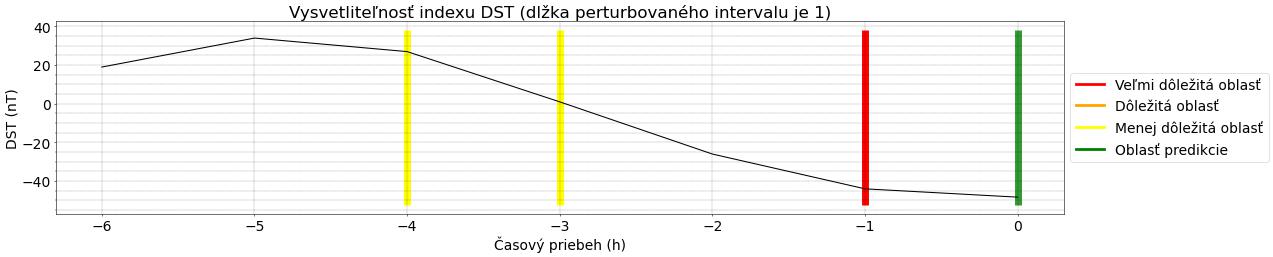 Vysvetliteľnosť indexu DST (dĺžka perturbovaného intervalu je 1)
40
20
0
−20
−40
DST (nT)
−6 −5 −4 −3 −2 −1 0
Časový priebeh (h)
Veľmi dôležitá oblasť
Dôležitá oblasť
Menej dôležitá oblasť
Oblasť predikcie